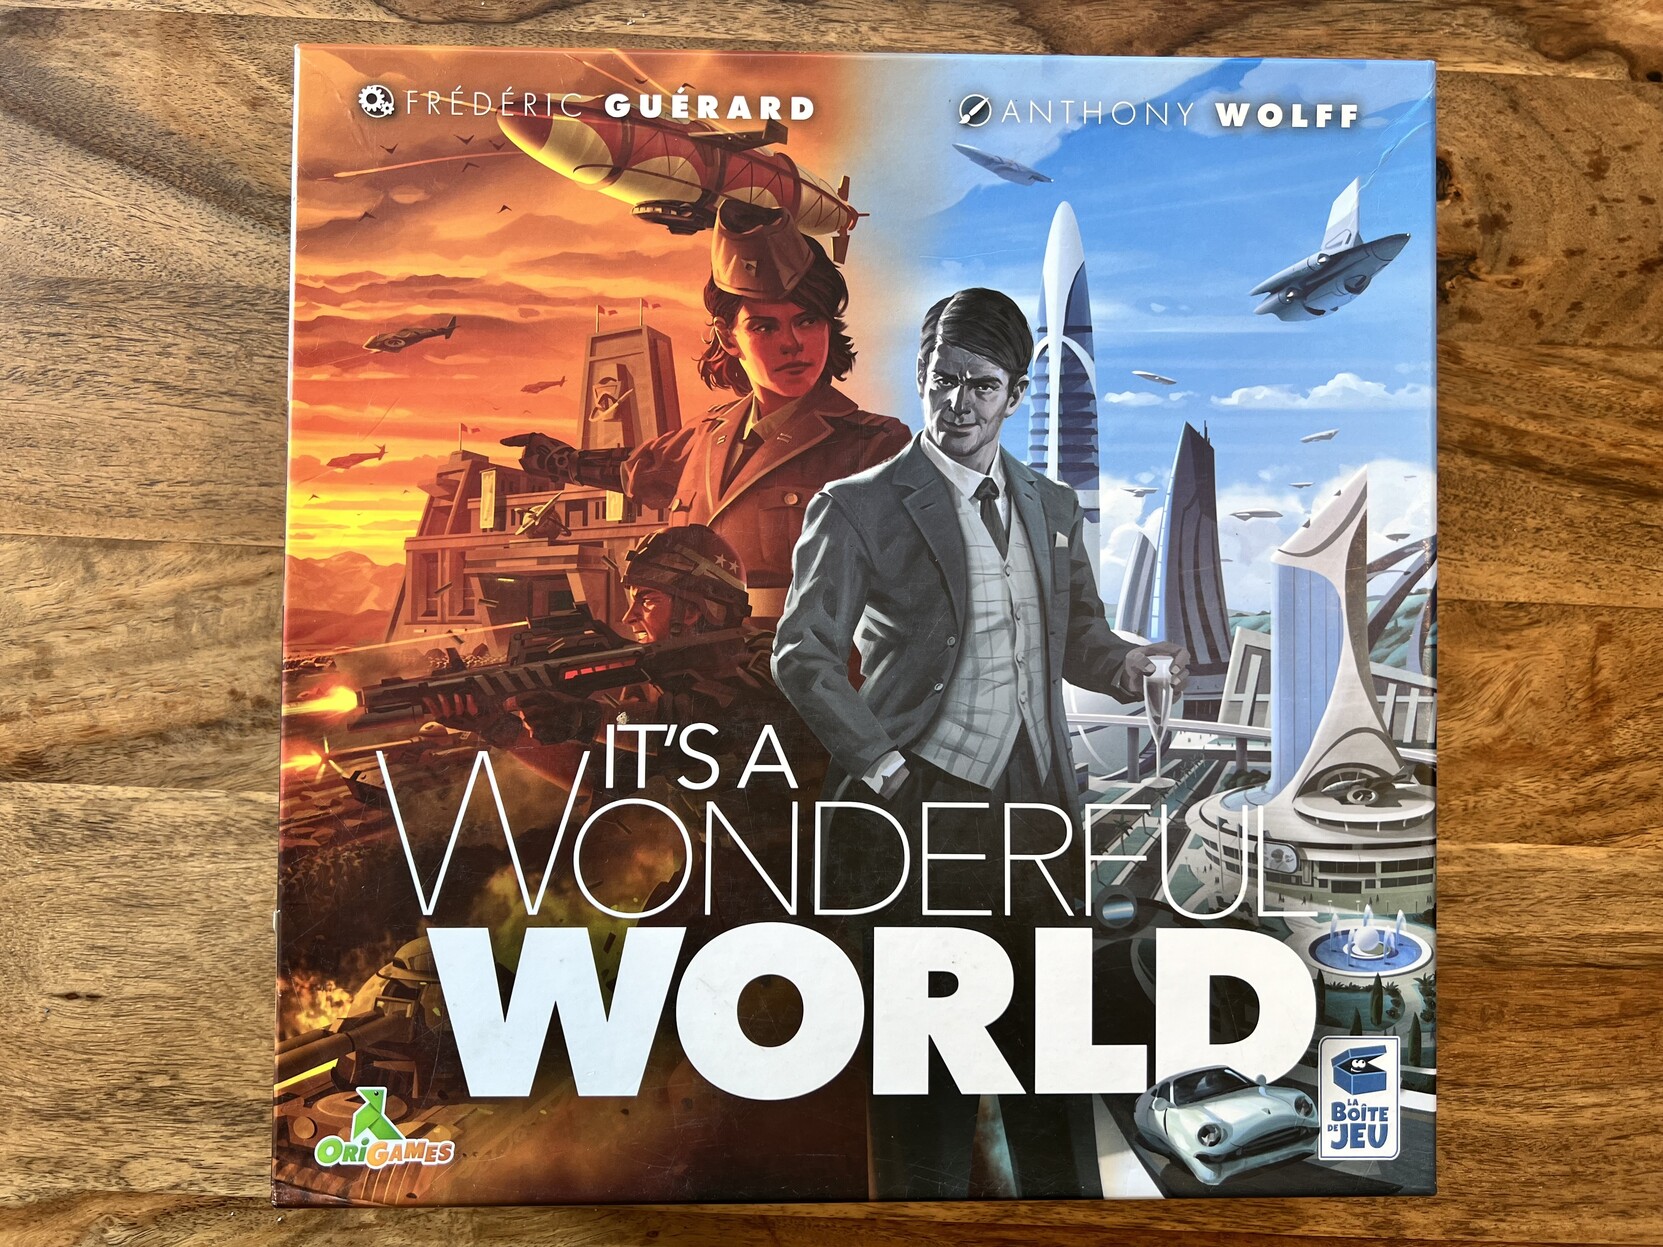 FRÉDÉRIC GUÉRARD
ANTHONY WOLFF
IT'S A
WONDERFUL
WORLD
ORIGAMES
LA
BOÎTE
DE JEU